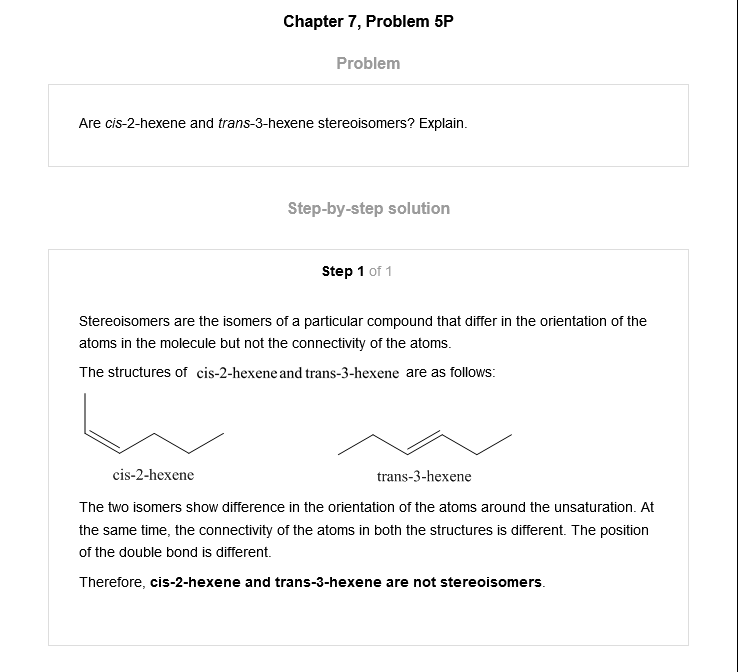 Chapter 7, Problem 5P
Problem
Are cis-2-hexene and trans-3-hexene stereoisomers? Explain.
Step-by-step solution
Step 1 of 1
Stereoisomers are the isomers of a particular compound that differ in the orientation of the
atoms in the molecule but not the connectivity of the atoms.
The structures of cis-2-hexene and trans-3-hexene are as follows:
cis-2-hexene
trans-3-hexene
The two isomers show difference in the orientation of the atoms around the unsaturation. At
the same time, the connectivity of the atoms in both the structures is different. The position
of the double bond is different.
Therefore, cis-2-hexene and trans-3-hexene are not stereoisomers.